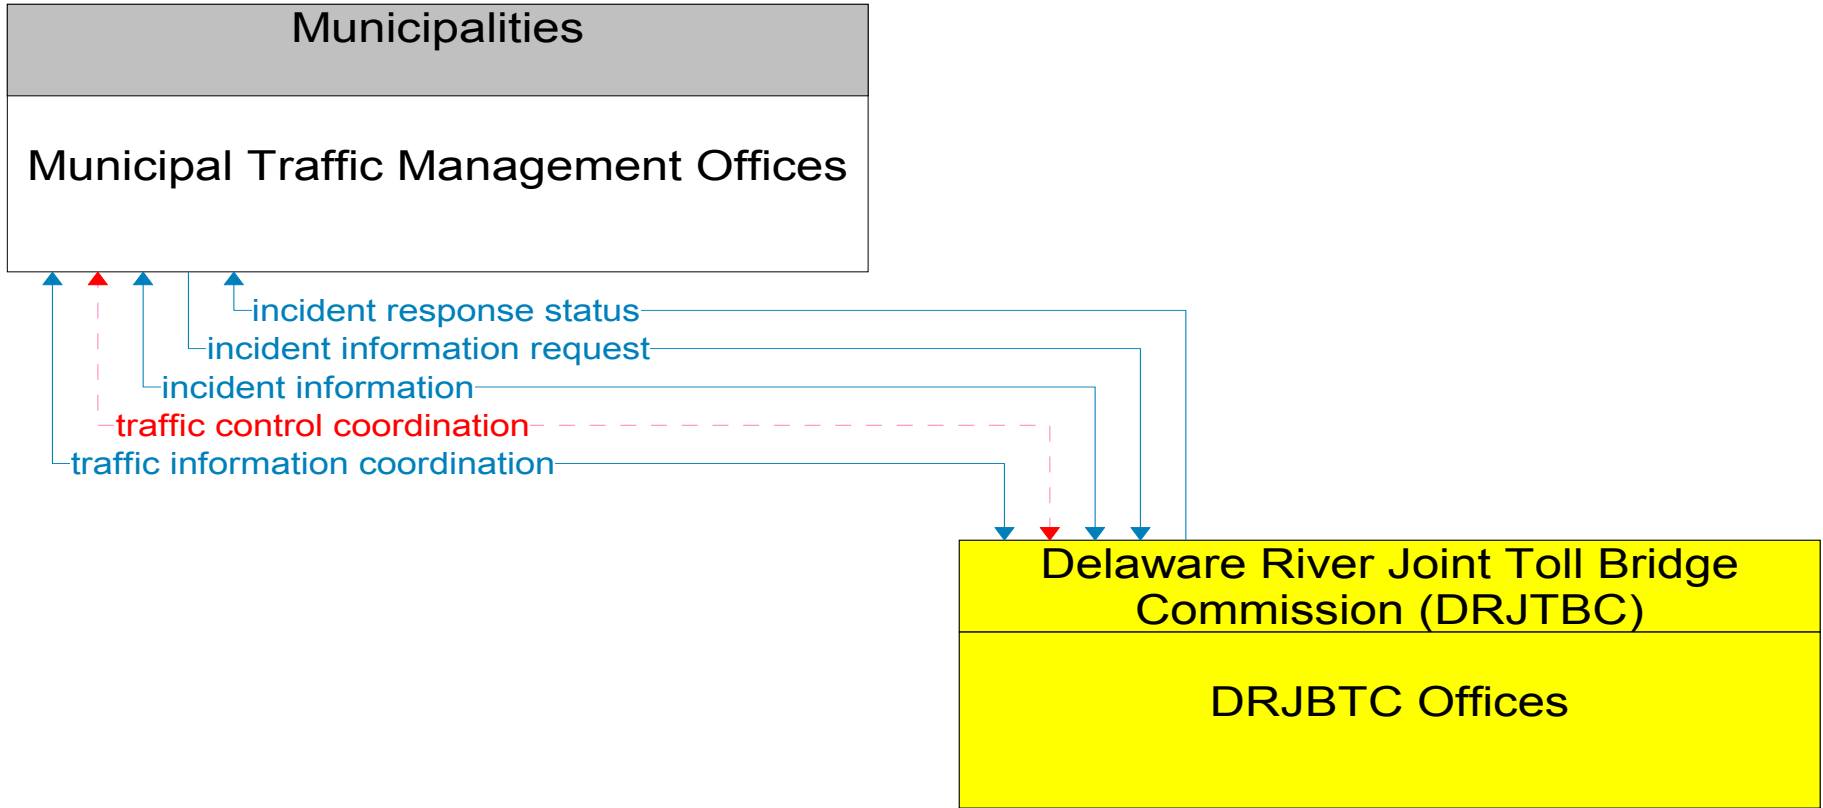 Municipalities
Municipal Traffic Management Offices
incident response status
incident information request
incident information
traffic control coordination
traffic information coordination
Delaware River Joint Toll Bridge
Commission (DRJTBC)
DRJBTC Offices